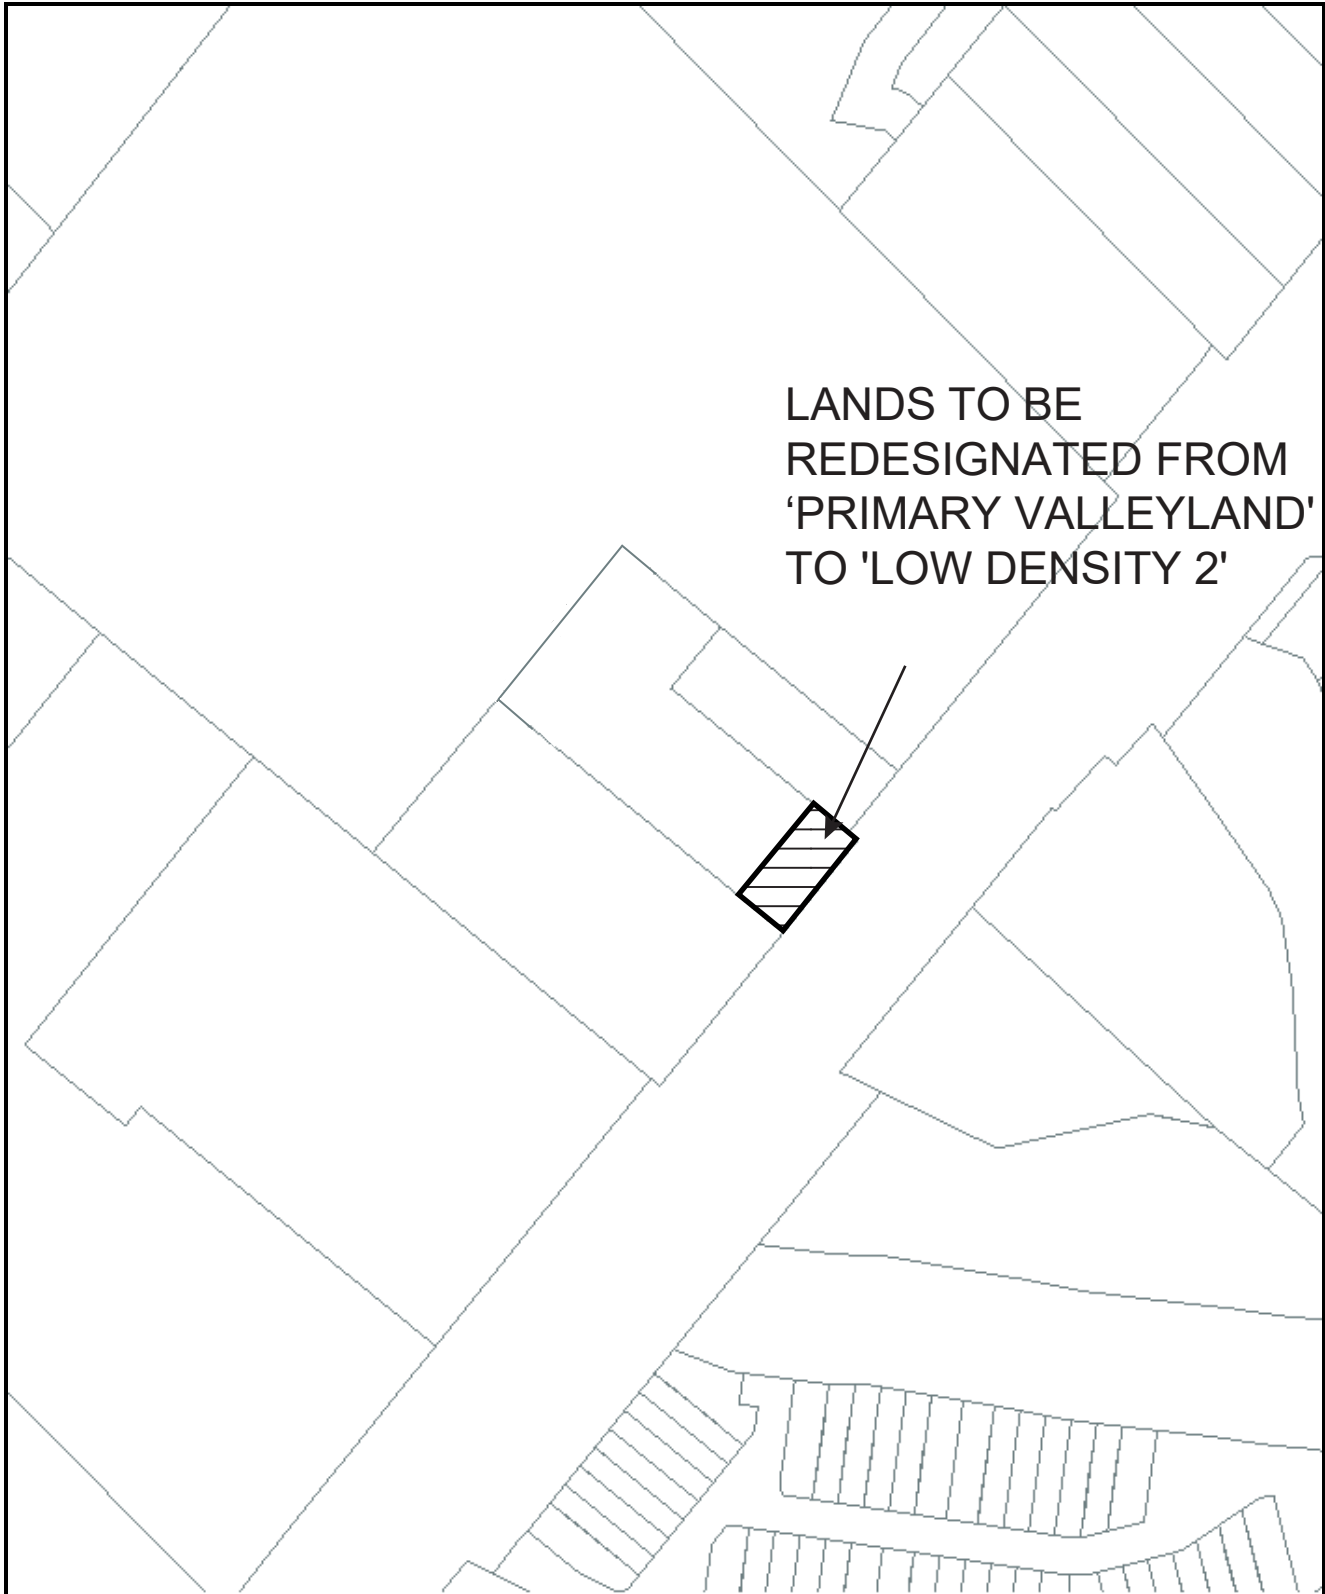 LANDS TO BE
REDESIGNATED FROM
‘PRIMARY VALLEYLAND'
TO 'LOW DENSITY 2'